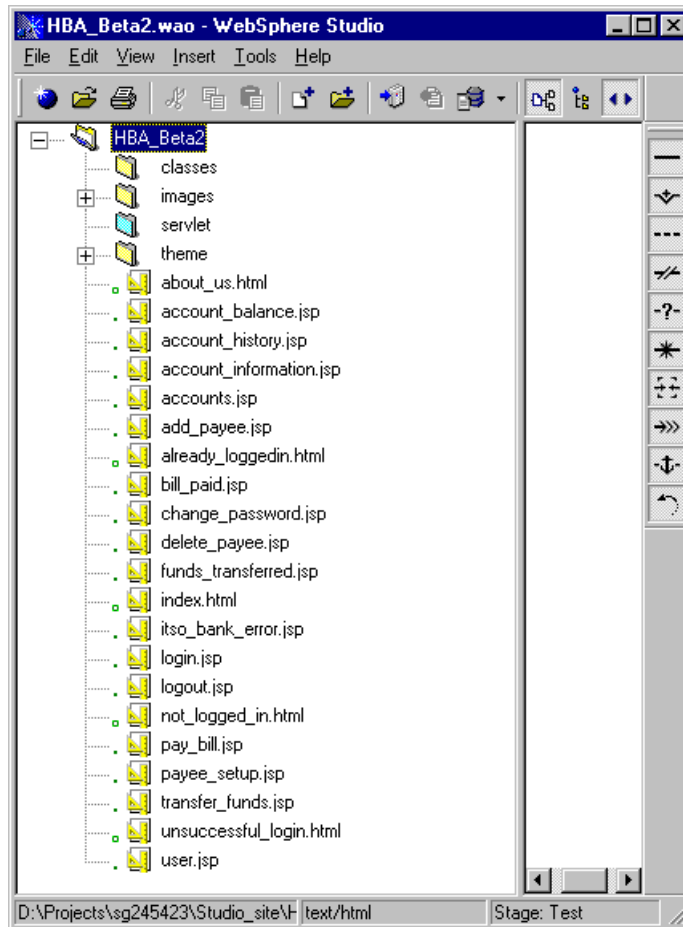 HBA_Beta2.wao - WebSphere Studio
File Edit View Insert Tools Help
HBA_Beta2
classes
images
servlet
theme
about_us.html
account_balance.jsp
account_history.jsp
account_information.jsp
accounts.jsp
add_payee.jsp
already_loggedin.html
bill_paid.jsp
change_password.jsp
delete_payee.jsp
funds_transferred.jsp
index.html
itso_bank_error.jsp
login.jsp
logout.jsp
not_logged_in.html
pay_bill.jsp
payee_setup.jsp
transfer_funds.jsp
unsuccessful_login.html
user.jsp
D:\Projects\sg245423\Studio_site\H text/html Stage: Test